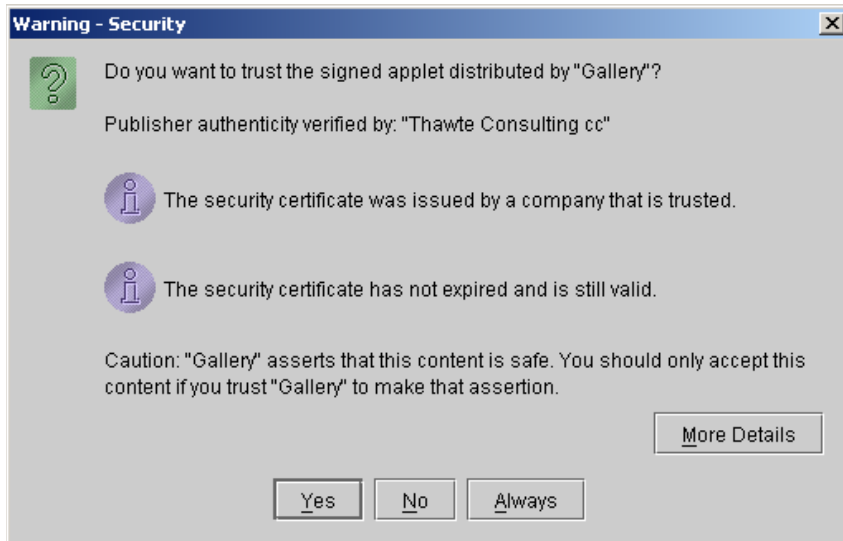 Warning - Security
Do you want to trust the signed applet distributed by "Gallery"?
Publisher authenticity verified by: "Thawte Consulting cc"
The security certificate was issued by a company that is trusted.
The security certificate has not expired and is still valid.
Caution: "Gallery" asserts that this content is safe. You should only accept this
content if you trust "Gallery" to make that assertion.
More Details
Yes No Always